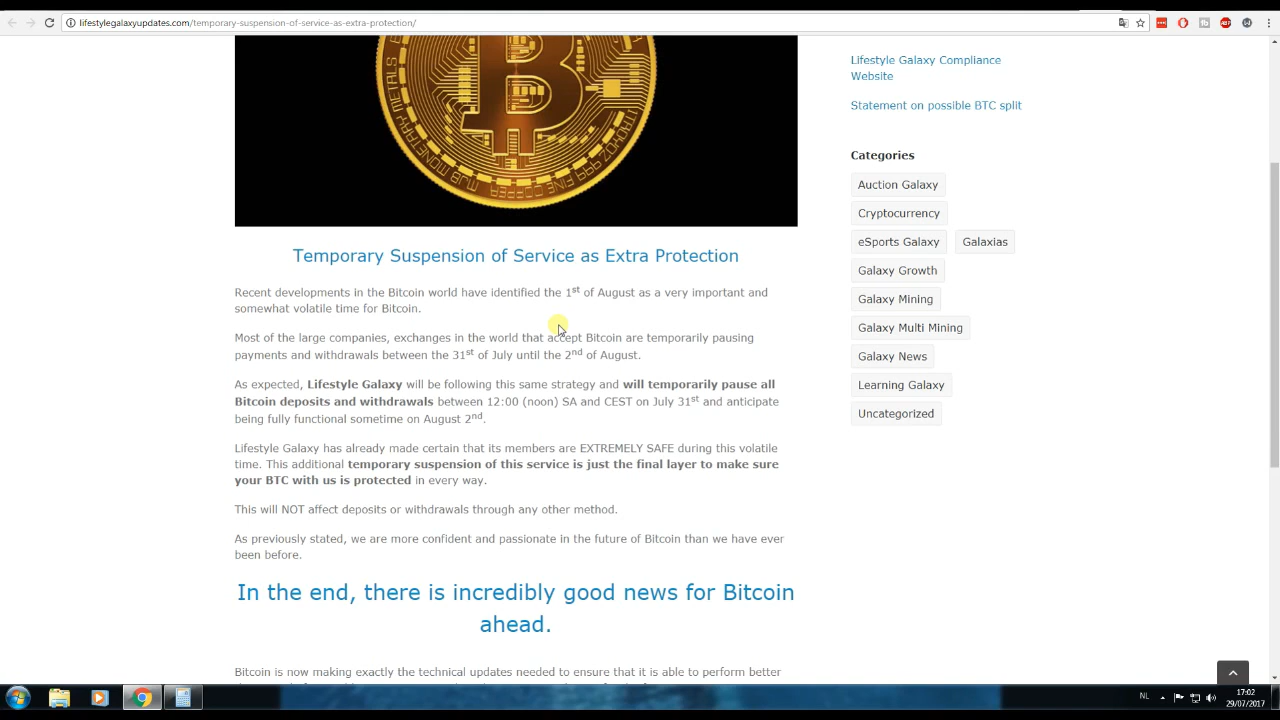 lifestylegalaxyupdates.com/temporary-suspension-of-service-as-extra-protection/
MJB MONETARY METALS
TROY OZ .999 FINE COPPER
Lifestyle Galaxy Compliance
Website
Statement on possible BTC split
Categories
Auction Galaxy
Cryptocurrency
eSports Galaxy Galaxias
Galaxy Growth
Galaxy Mining
Galaxy Multi Mining
Galaxy News
Learning Galaxy
Uncategorized
Temporary Suspension of Service as Extra Protection
Recent developments in the Bitcoin world have identified the 1st of August as a very important and
somewhat volatile time for Bitcoin.
Most of the large companies, exchanges in the world that accept Bitcoin are temporarily pausing
payments and withdrawals between the 31st of July until the 2nd of August.
As expected, Lifestyle Galaxy will be following this same strategy and will temporarily pause all
Bitcoin deposits and withdrawals between 12:00 (noon) SA and CEST on July 31st and anticipate
being fully functional sometime on August 2nd.
Lifestyle Galaxy has already made certain that its members are EXTREMELY SAFE during this volatile
time. This additional temporary suspension of this service is just the final layer to make sure
your BTC with us is protected in every way.
This will NOT affect deposits or withdrawals through any other method.
As previously stated, we are more confident and passionate in the future of Bitcoin than we have ever
been before.
In the end, there is incredibly good news for Bitcoin
ahead.
Bitcoin is now making exactly the technical updates needed to ensure that it is able to perform better
NL
17:02
29/07/2017